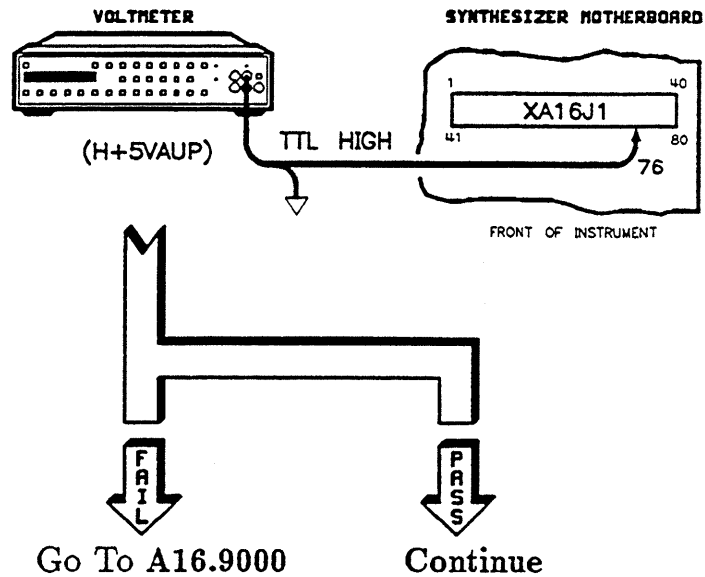 VOLTMETER
SYNTHESIZER MOTHERBOARD
1
40
XA16J1
41
80
(H+5VAUP)
TTL HIGH
76
FRONT OF INSTRUMENT
FAIL
PASS
Go To A16.9000
Continue